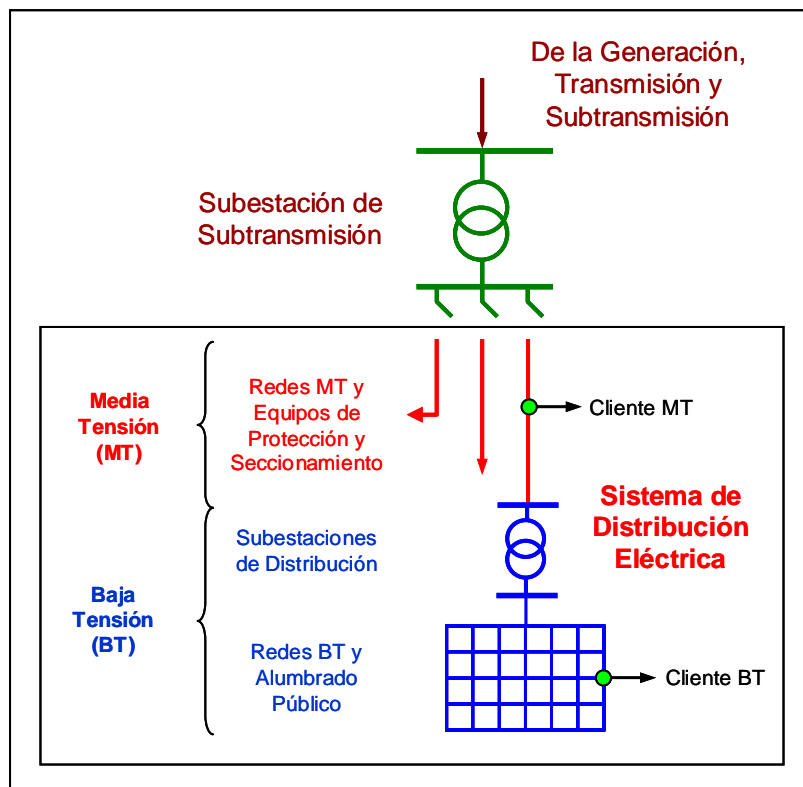 De la Generación,
Transmisión y
Subtransmisión
Subestación de
Subtransmisión
Media
Tensión
(MT)
Redes MT y
Equipos de
Protección y
Seccionamiento
Cliente MT
Sistema de
Distribución
Eléctrica
Subestaciones
de Distribución
Baja
Tensión
(BT)
Redes BT y
Alumbrado
Público
Cliente BT